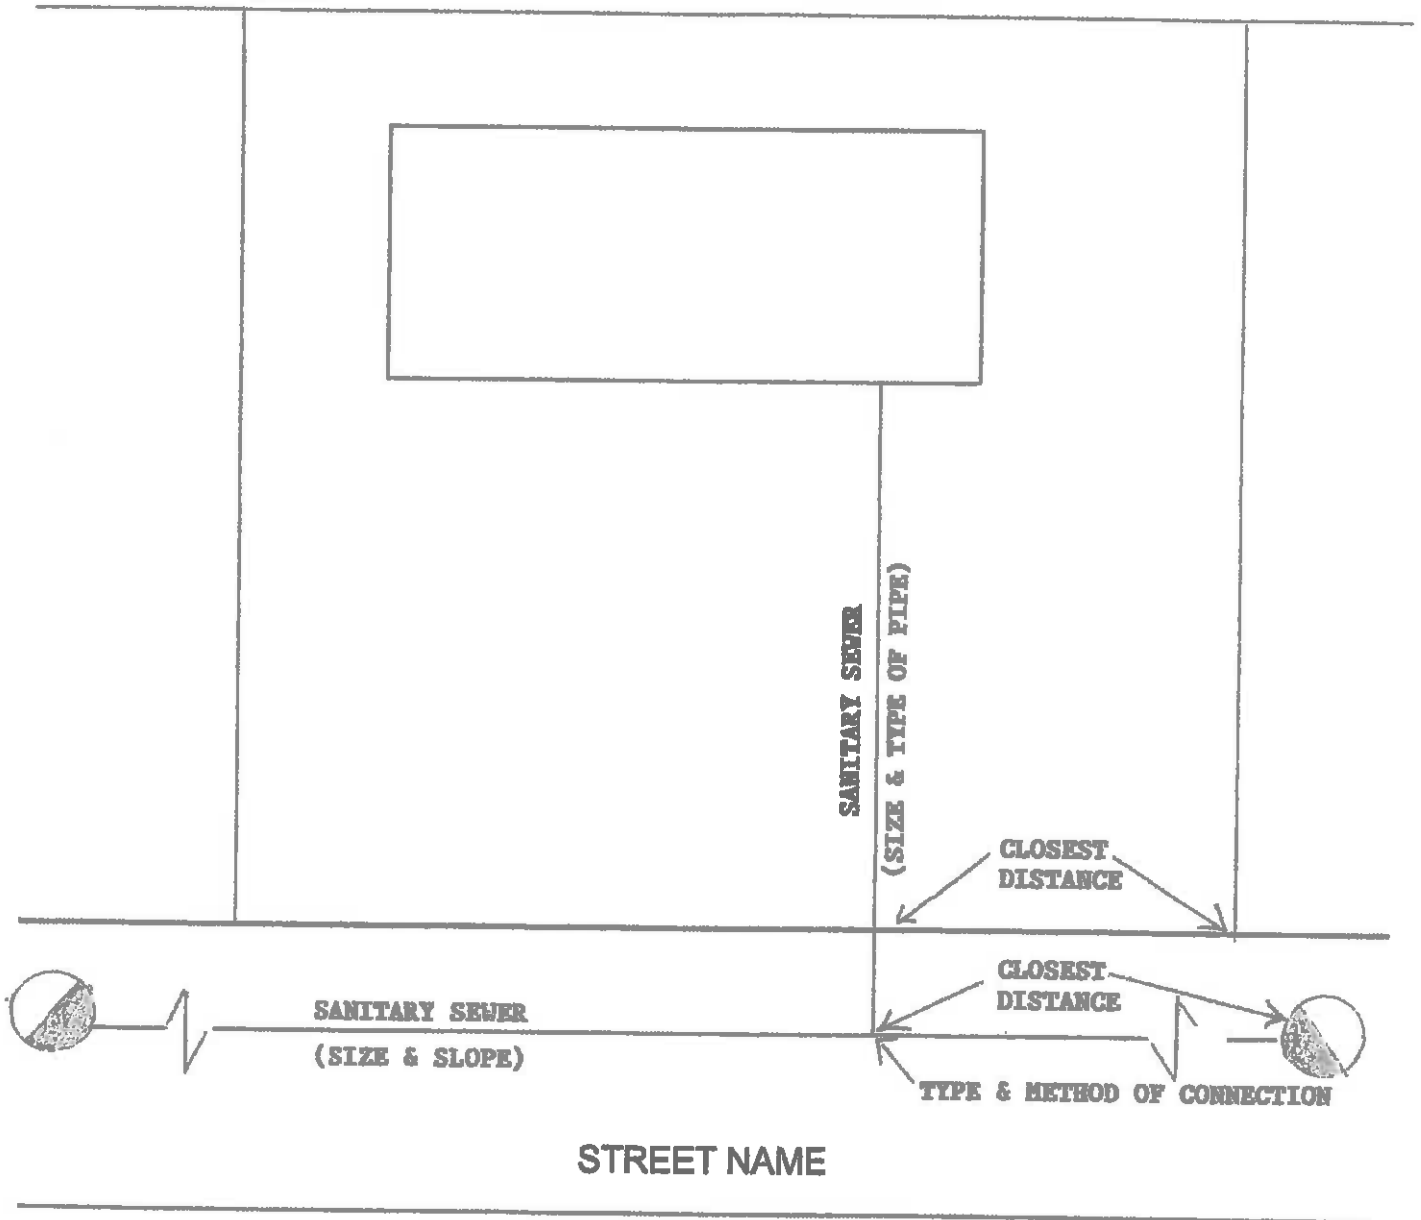 SANITARY SEWER
(SIZE & TYPE OF PIPE)
CLOSEST
DISTANCE
CLOSEST
DISTANCE
SANITARY SEWER
(SIZE & SLOPE)
TYPE & METHOD OF CONNECTION
STREET NAME